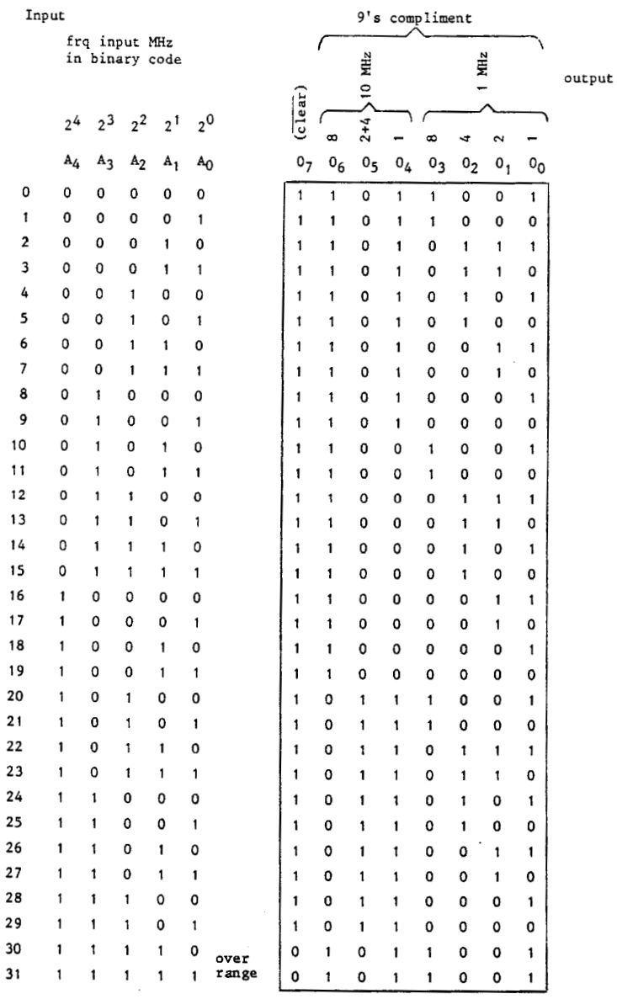 Input 9's compliment
frq input MHz
in binary code
(clear) 10 MHz 1 MHz output
2^4 2^3 2^2 2^1 2^0 8 2+4 1 8 4 2 1
A4 A3 A2 A1 A0 O7 O6 O5 O4 O3 O2 O1 O0
0 0 0 0 0 0 1 1 0 1 1 0 0 1
1 0 0 0 0 1 1 1 0 1 1 0 0 0
2 0 0 0 1 0 1 1 0 1 0 1 1 1
3 0 0 0 1 1 1 1 0 1 0 1 1 0
4 0 0 1 0 0 1 1 0 1 0 1 0 1
5 0 0 1 0 1 1 1 0 1 0 1 0 0
6 0 0 1 1 0 1 1 0 1 0 0 1 1
7 0 0 1 1 1 1 1 0 1 0 0 1 0
8 0 1 0 0 0 1 1 0 1 0 0 0 1
9 0 1 0 0 1 1 1 0 1 0 0 0 0
10 0 1 0 1 0 1 1 0 0 1 0 0 1
11 0 1 0 1 1 1 1 0 0 1 0 0 0
12 0 1 1 0 0 1 1 0 0 0 1 1 1
13 0 1 1 0 1 1 1 0 0 0 1 1 0
14 0 1 1 1 0 1 1 0 0 0 1 0 1
15 0 1 1 1 1 1 1 0 0 0 1 0 0
16 1 0 0 0 0 1 1 0 0 0 0 1 1
17 1 0 0 0 1 1 1 0 0 0 0 1 0
18 1 0 0 1 0 1 1 0 0 0 0 0 1
19 1 0 0 1 1 1 1 0 0 0 0 0 0
20 1 0 1 0 0 1 0 1 1 1 0 0 1
21 1 0 1 0 1 1 0 1 1 1 0 0 0
22 1 0 1 1 0 1 0 1 1 0 1 1 1
23 1 0 1 1 1 1 0 1 1 0 1 1 0
24 1 1 0 0 0 1 0 1 1 0 1 0 1
25 1 1 0 0 1 1 0 1 1 0 1 0 0
26 1 1 0 1 0 1 0 1 1 0 0 1 1
27 1 1 0 1 1 1 0 1 1 0 0 1 0
28 1 1 1 0 0 1 0 1 1 0 0 0 1
29 1 1 1 0 1 1 0 1 1 0 0 0 0
30 1 1 1 1 0 over 0 1 0 1 1 0 0 1
31 1 1 1 1 1 range 0 1 0 1 1 0 0 1